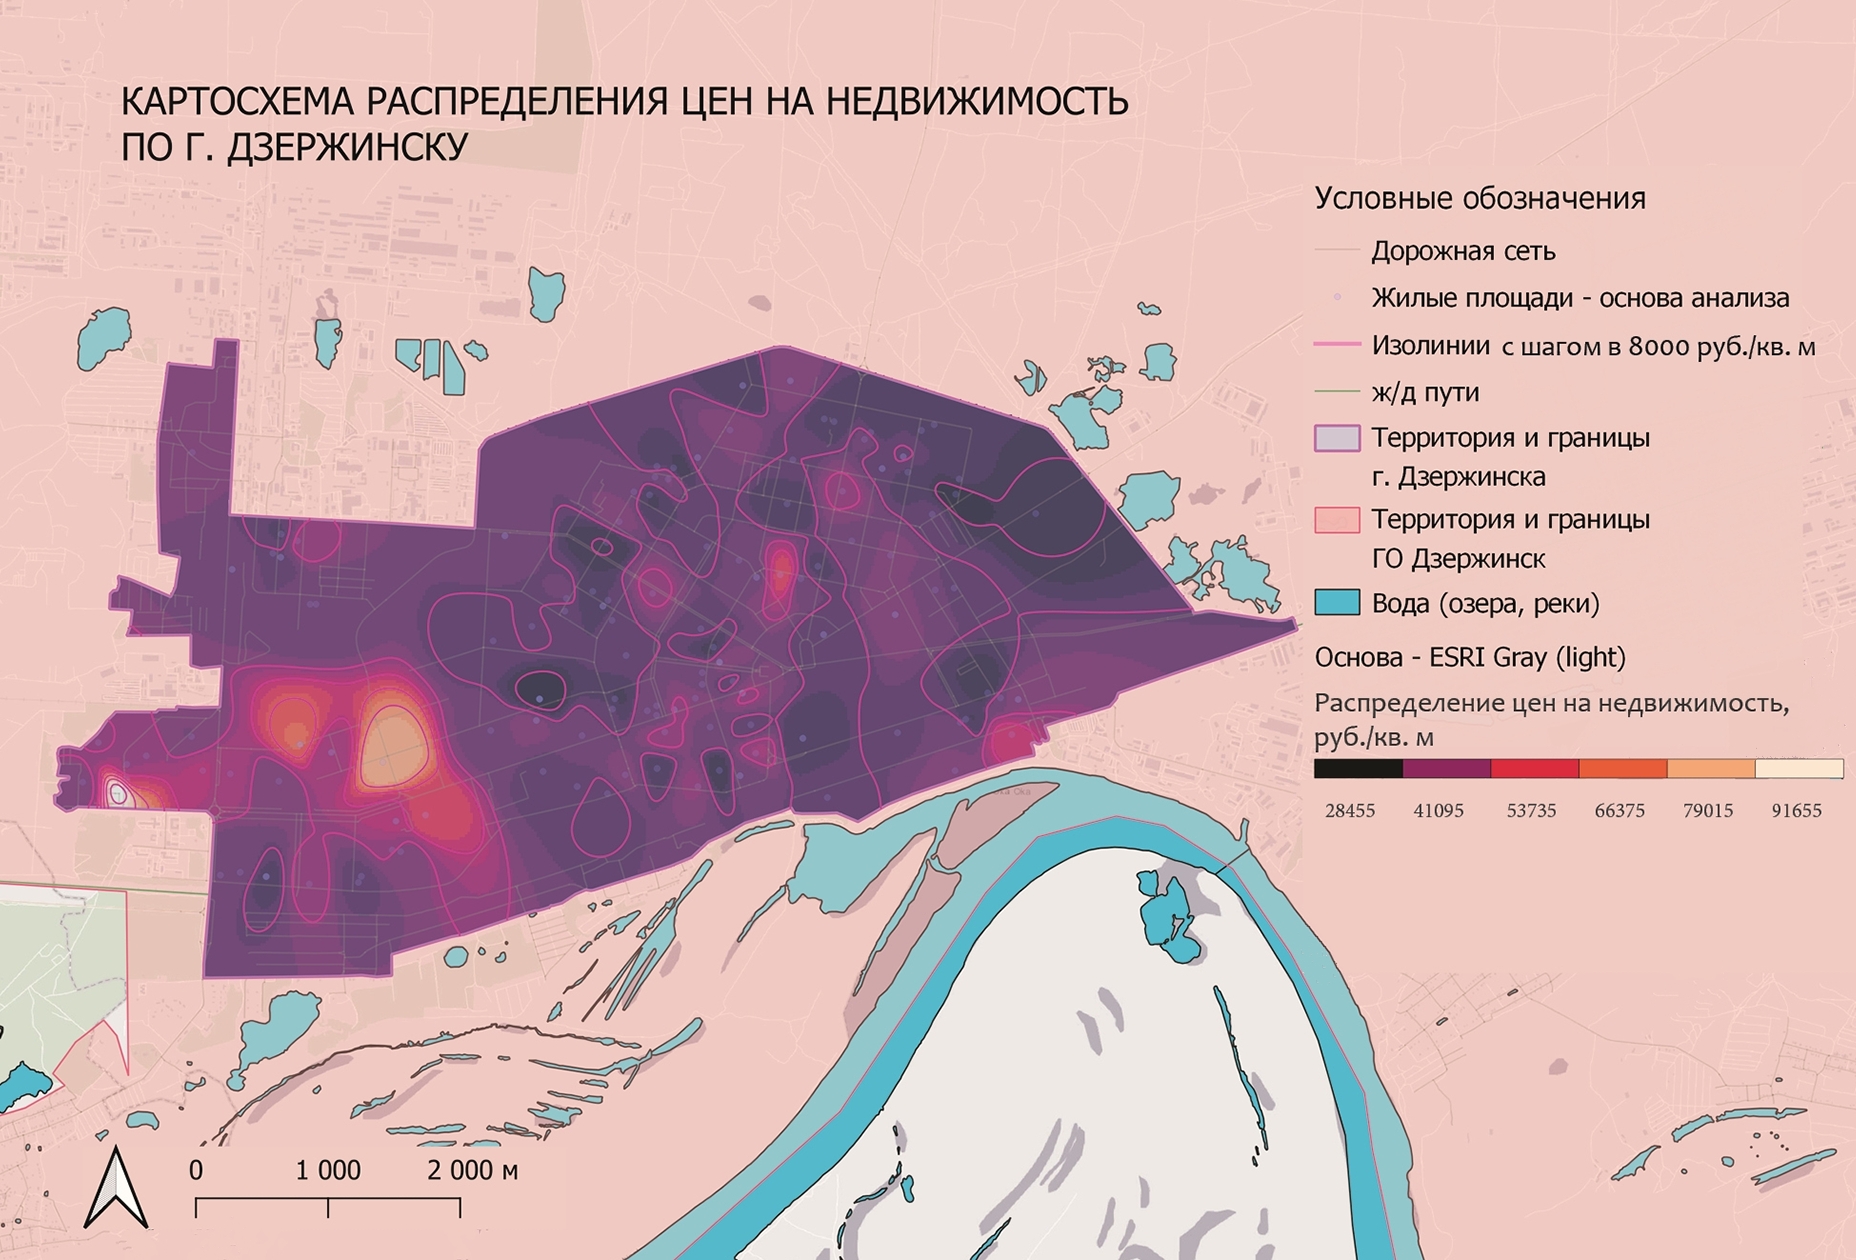 КАРТОСХЕМА РАСПРЕДЕЛЕНИЯ ЦЕН НА НЕДВИЖИМОСТЬ
ПО Г. ДЗЕРЖИНСКУ
Условные обозначения
Дорожная сеть
Жилые площади - основа анализа
Изолинии с шагом в 8000 руб./кв. м
ж/д пути
Территория и границы
г. Дзержинска
Территория и границы
ГО Дзержинск
Вода (озера, реки)
Основа - ESRI Gray (light)
Распределение цен на недвижимость,
руб./кв. м
28455 41095 53735 66375 79015 91655
Ока
0 1 000 2 000 м